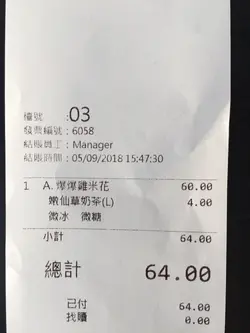 檯號 :03
發票編號 : 6058
結賬員工 : Manager
結賬時間 : 05/09/2018 15:47:30
1 A. 爆爆雞米花 60.00
嫩仙草奶茶(L) 4.00
微冰 微糖
小計 64.00
總計 64.00
已付 64.00
找贖 0.00